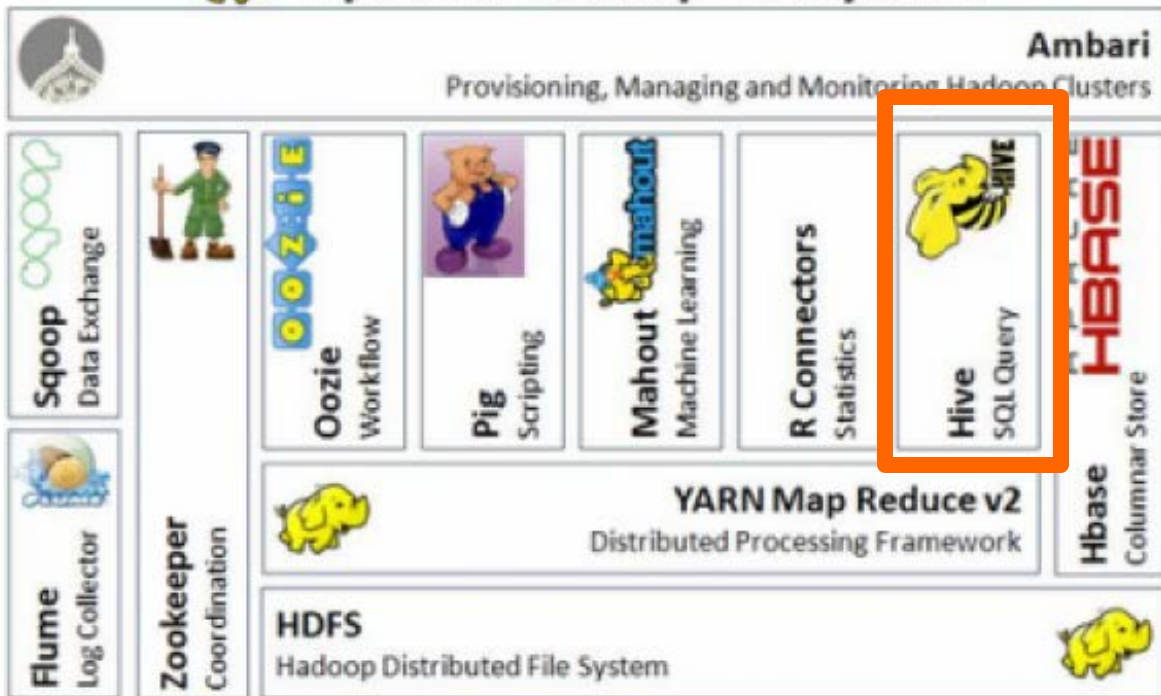 Ambari
Provisioning, Managing and Monitoring Hadoop Clusters
Sqoop
Data Exchange
Flume
Log Collector
Zookeeper
Coordination
OOZIE
Oozie
Workflow
Pig
Scripting
mahout
Mahout
Machine Learning
R Connectors
Statistics
HIVE
Hive
SQL Query
HBASE
Hbase
Columnar Store
YARN Map Reduce v2
Distributed Processing Framework
HDFS
Hadoop Distributed File System